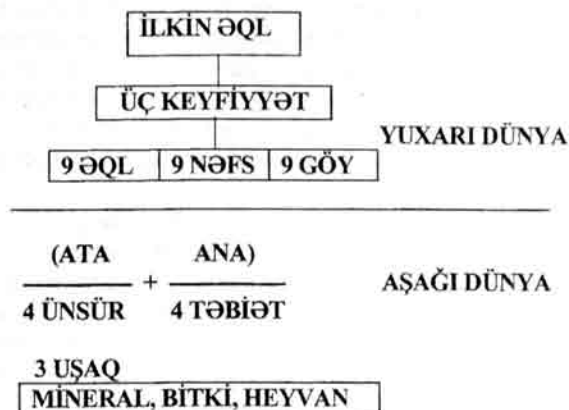 İLKİN ƏQL
ÜÇ KEYFİYYƏT
YUXARI DÜNYA
9 ƏQL 9 NƏFS 9 GÖY
(ATA ANA)
+
4 ÜNSÜR 4 TƏBİƏT
AŞAĞI DÜNYA
3 UŞAQ
MİNERAL, BİTKİ, HEYVAN